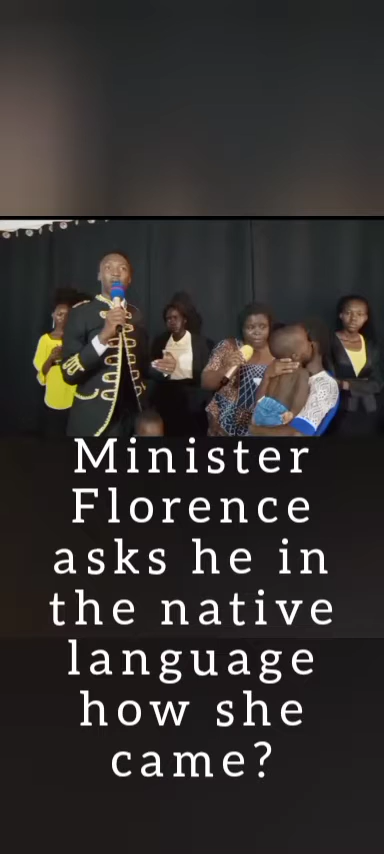 Minister
Florence
asks he in
the native
language
how she
came?